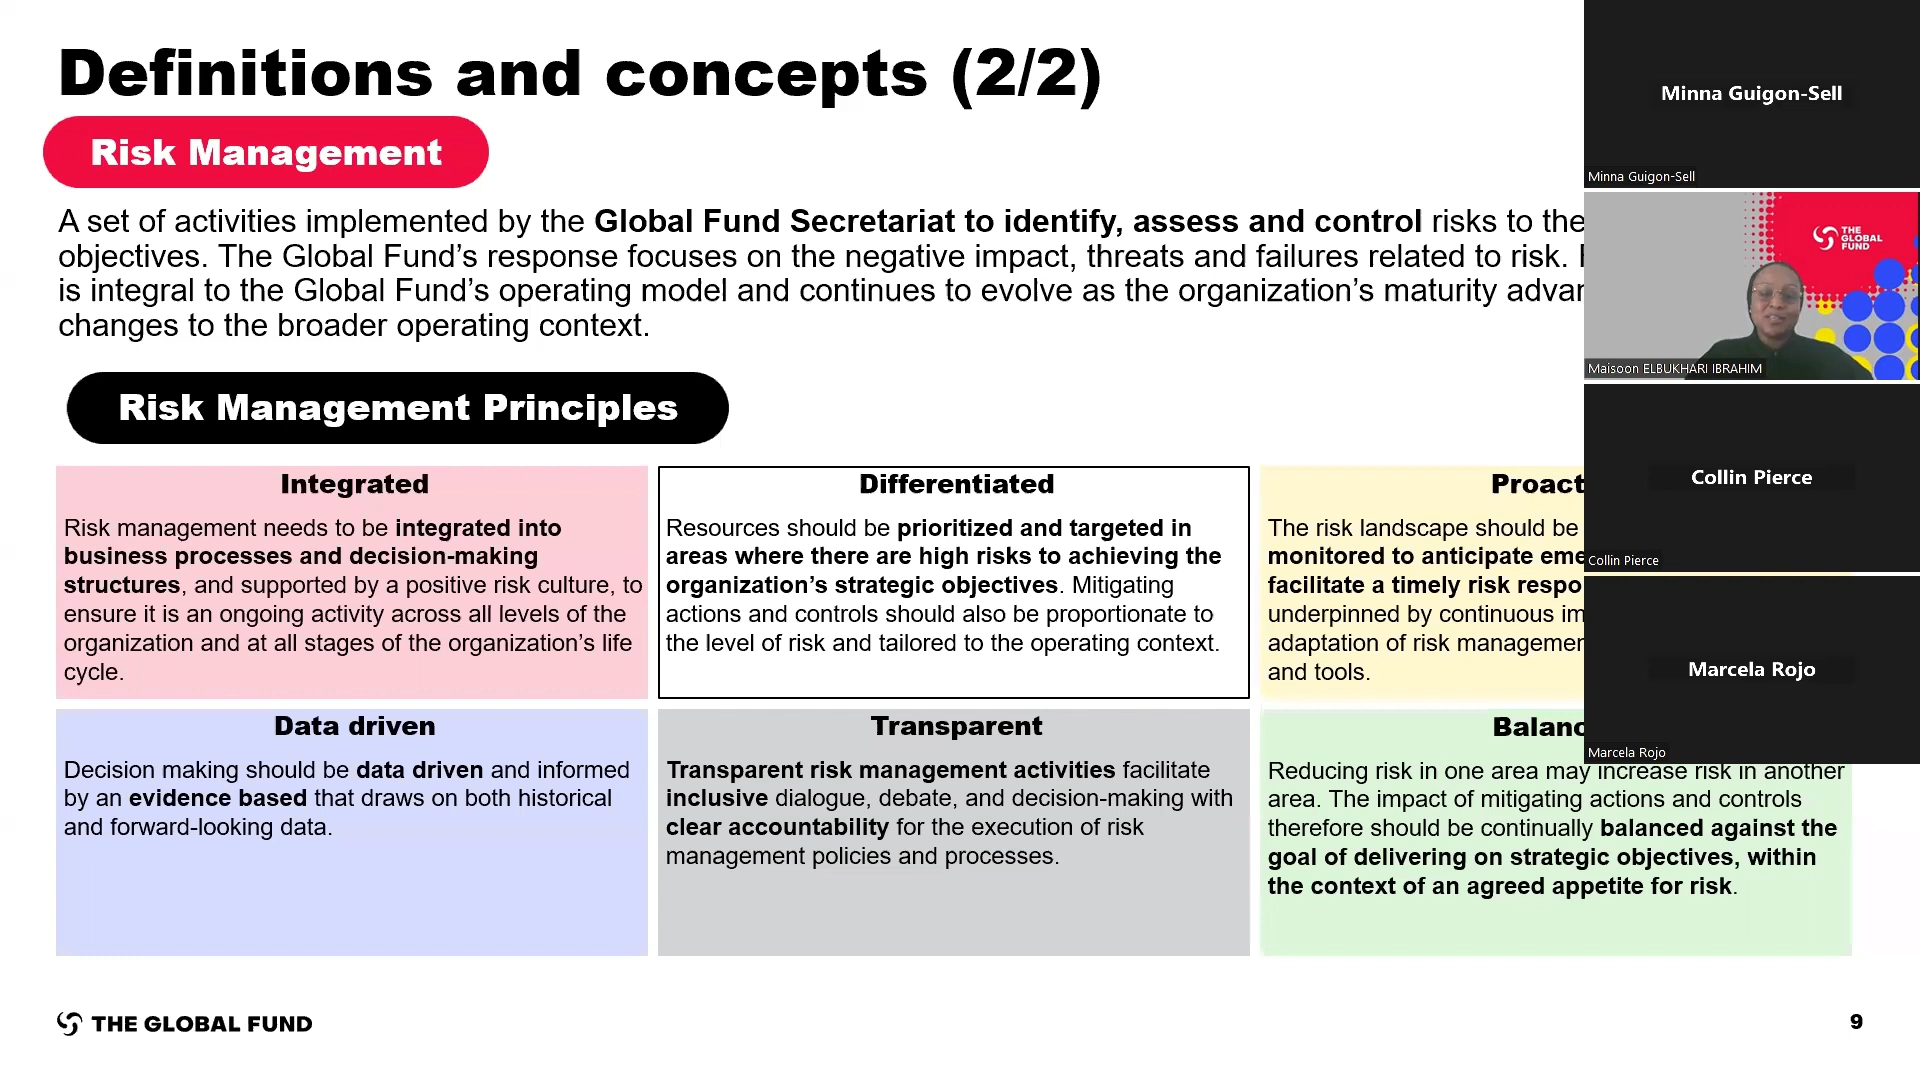 Definitions and concepts (2/2)
Risk Management
A set of activities implemented by the Global Fund Secretariat to identify, assess and control risks to the
objectives. The Global Fund’s response focuses on the negative impact, threats and failures related to risk.
is integral to the Global Fund’s operating model and continues to evolve as the organization’s maturity advan
changes to the broader operating context.
Risk Management Principles
Integrated
Risk management needs to be integrated into
business processes and decision-making
structures, and supported by a positive risk culture, to
ensure it is an ongoing activity across all levels of the
organization and at all stages of the organization’s life
cycle.
Differentiated
Resources should be prioritized and targeted in
areas where there are high risks to achieving the
organization’s strategic objectives. Mitigating
actions and controls should also be proportionate to
the level of risk and tailored to the operating context.
Proact
The risk landscape should be
monitored to anticipate eme
facilitate a timely risk respo
underpinned by continuous im
adaptation of risk managemen
and tools.
Data driven
Decision making should be data driven and informed
by an evidence based that draws on both historical
and forward-looking data.
Transparent
Transparent risk management activities facilitate
inclusive dialogue, debate, and decision-making with
clear accountability for the execution of risk
management policies and processes.
Balanc
Reducing risk in one area may increase risk in another
area. The impact of mitigating actions and controls
therefore should be continually balanced against the
goal of delivering on strategic objectives, within
the context of an agreed appetite for risk.
THE GLOBAL FUND
9
Minna Guigon-Sell
Minna Guigon-Sell
THE
GLOBAL
FUND
Maisoon ELBUKHARI IBRAHIM
Collin Pierce
Collin Pierce
Marcela Rojo
Marcela Rojo